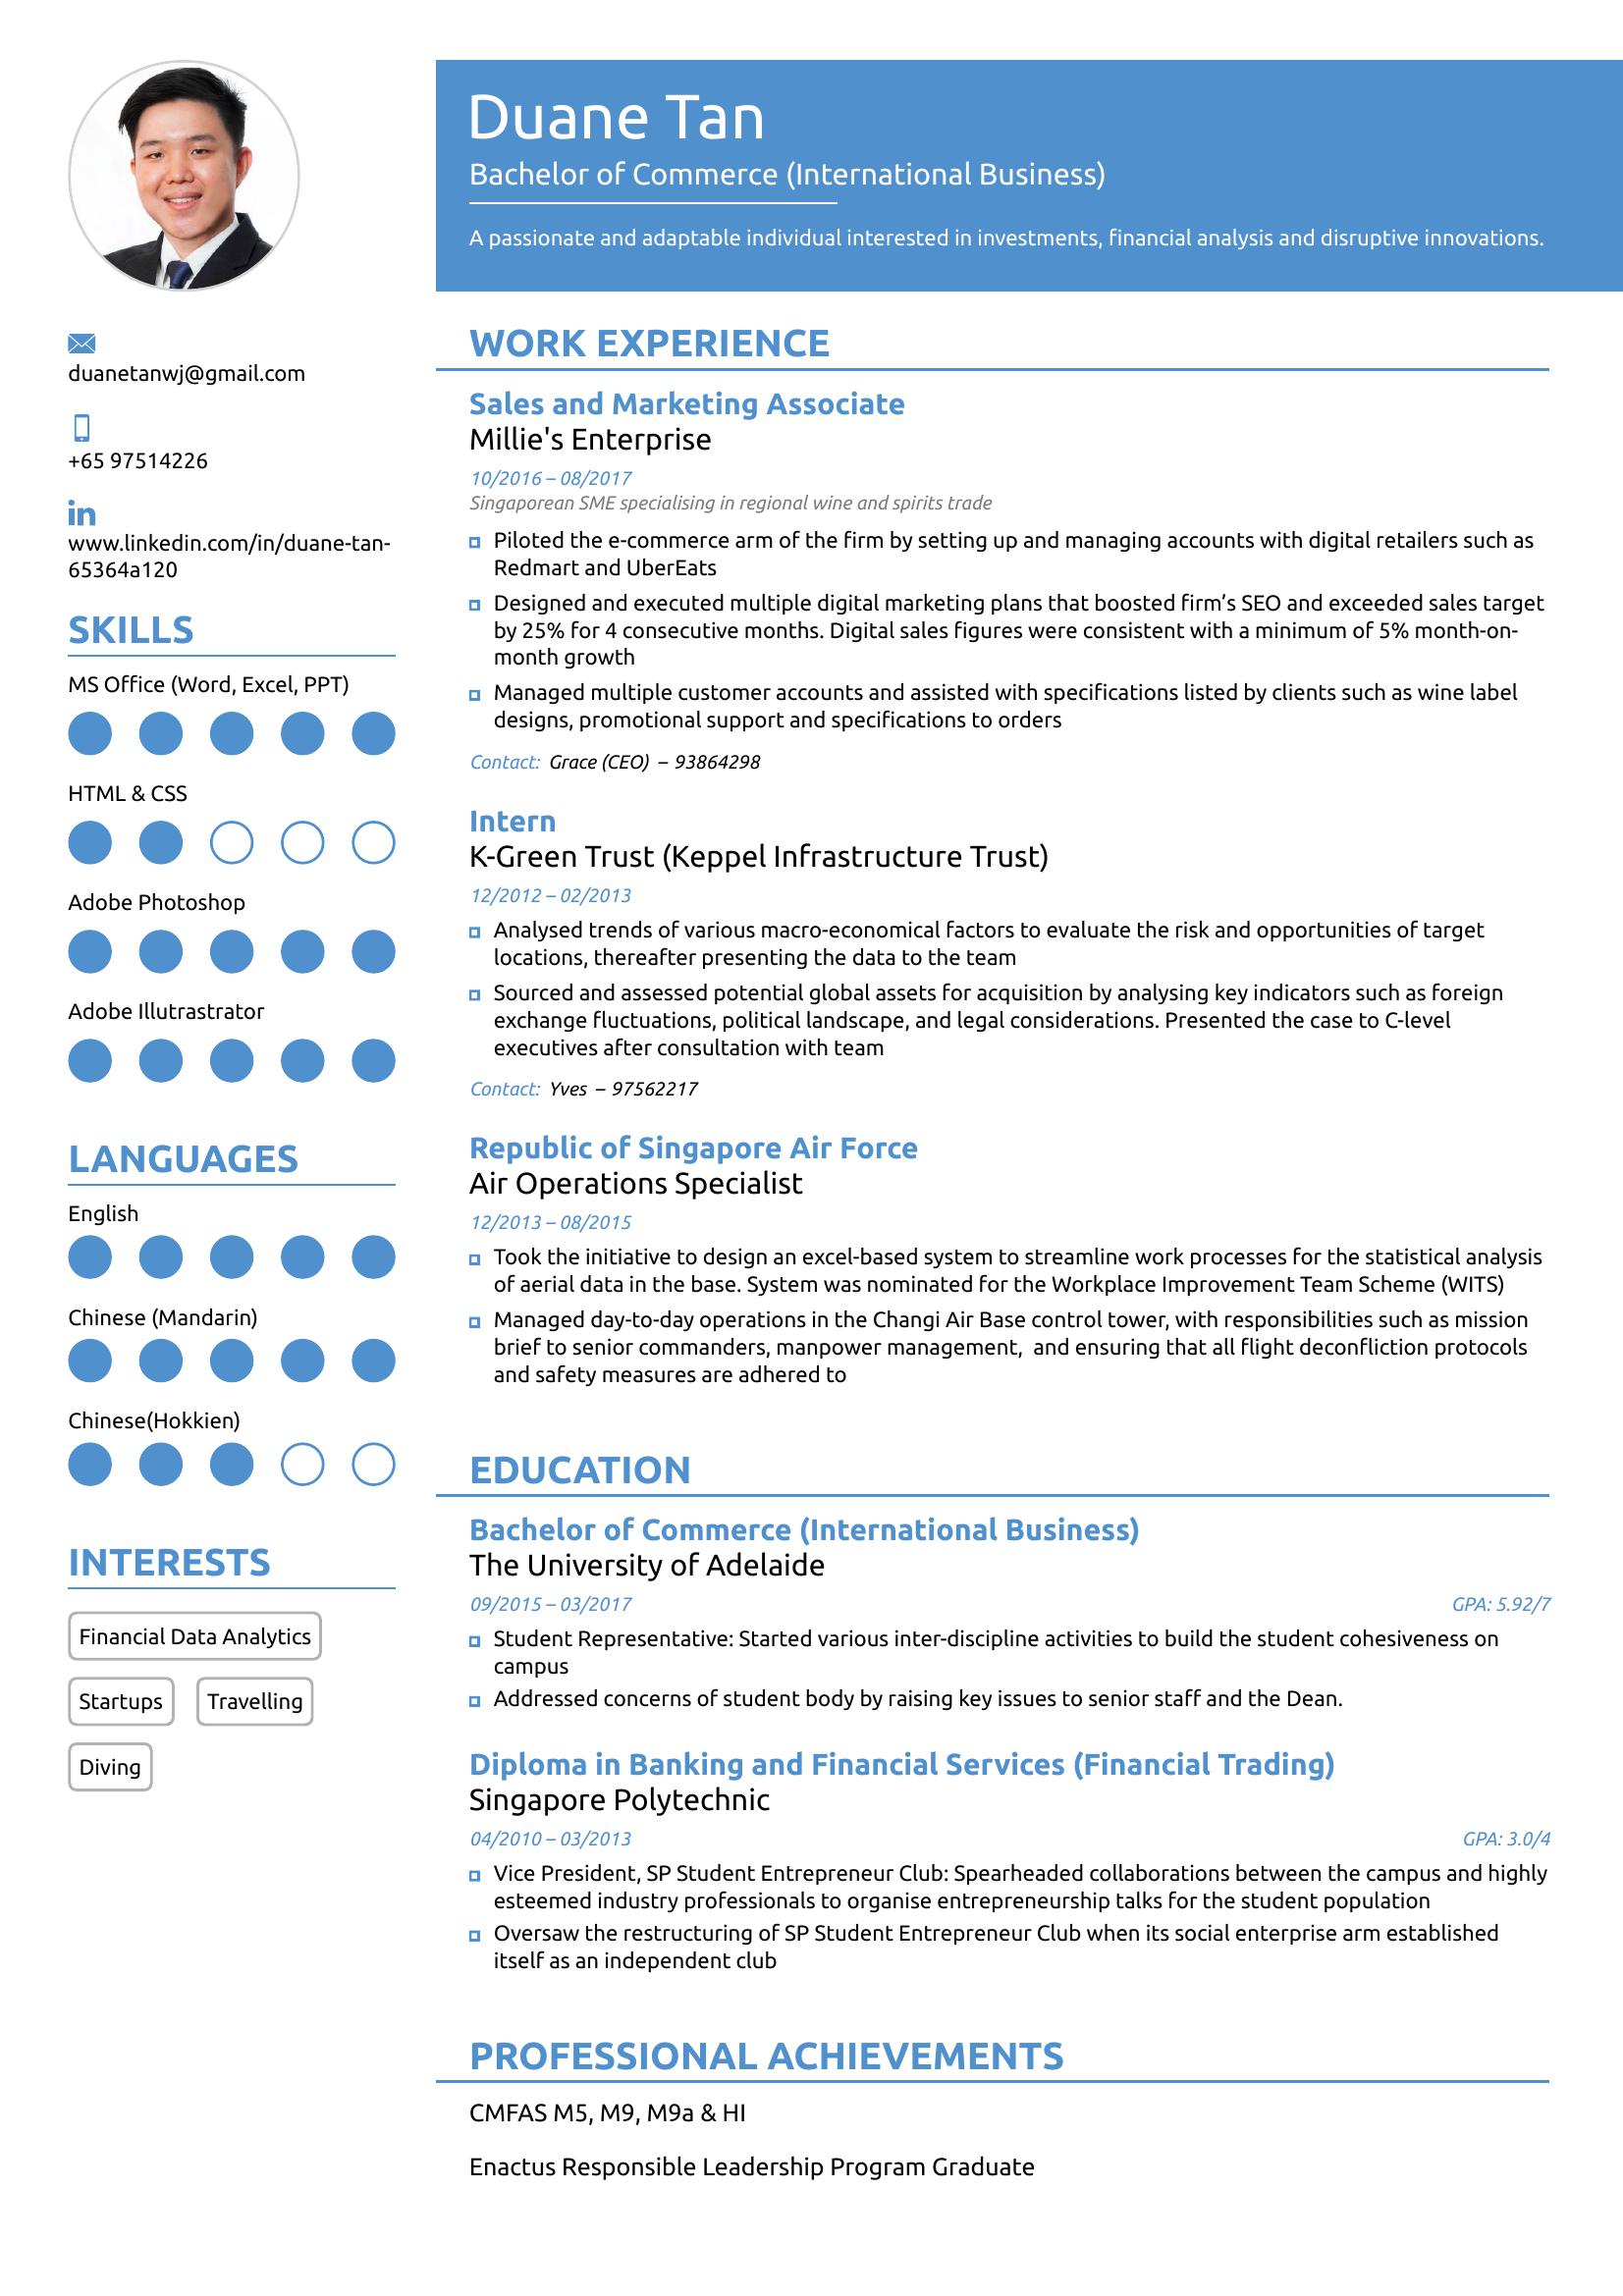 Duane Tan
Bachelor of Commerce (International Business)
A passionate and adaptable individual interested in investments, financial analysis and disruptive innovations.
duanetanwj@gmail.com
+65 97514226
in
www.linkedin.com/in/duane-tan-
65364a120
SKILLS
MS Office (Word, Excel, PPT)
HTML & CSS
Adobe Photoshop
Adobe Illutrastrator
LANGUAGES
English
Chinese (Mandarin)
Chinese(Hokkien)
INTERESTS
Financial Data Analytics
Startups
Travelling
Diving
WORK EXPERIENCE
Sales and Marketing Associate
Millie's Enterprise
10/2016 – 08/2017
Singaporean SME specialising in regional wine and spirits trade
Piloted the e-commerce arm of the firm by setting up and managing accounts with digital retailers such as
Redmart and UberEats
Designed and executed multiple digital marketing plans that boosted firm’s SEO and exceeded sales target
by 25% for 4 consecutive months. Digital sales figures were consistent with a minimum of 5% month-on-
month growth
Managed multiple customer accounts and assisted with specifications listed by clients such as wine label
designs, promotional support and specifications to orders
Contact: Grace (CEO) – 93864298
Intern
K-Green Trust (Keppel Infrastructure Trust)
12/2012 – 02/2013
Analysed trends of various macro-economical factors to evaluate the risk and opportunities of target
locations, thereafter presenting the data to the team
Sourced and assessed potential global assets for acquisition by analysing key indicators such as foreign
exchange fluctuations, political landscape, and legal considerations. Presented the case to C-level
executives after consultation with team
Contact: Yves – 97562217
Republic of Singapore Air Force
Air Operations Specialist
12/2013 – 08/2015
Took the initiative to design an excel-based system to streamline work processes for the statistical analysis
of aerial data in the base. System was nominated for the Workplace Improvement Team Scheme (WITS)
Managed day-to-day operations in the Changi Air Base control tower, with responsibilities such as mission
brief to senior commanders, manpower management,  and ensuring that all flight deconfliction protocols
and safety measures are adhered to
EDUCATION
Bachelor of Commerce (International Business)
The University of Adelaide
09/2015 – 03/2017 GPA: 5.92/7
Student Representative: Started various inter-discipline activities to build the student cohesiveness on
campus
Addressed concerns of student body by raising key issues to senior staff and the Dean.
Diploma in Banking and Financial Services (Financial Trading)
Singapore Polytechnic
04/2010 – 03/2013 GPA: 3.0/4
Vice President, SP Student Entrepreneur Club: Spearheaded collaborations between the campus and highly
esteemed industry professionals to organise entrepreneurship talks for the student population
Oversaw the restructuring of SP Student Entrepreneur Club when its social enterprise arm established
itself as an independent club
PROFESSIONAL ACHIEVEMENTS
CMFAS M5, M9, M9a & HI
Enactus Responsible Leadership Program Graduate